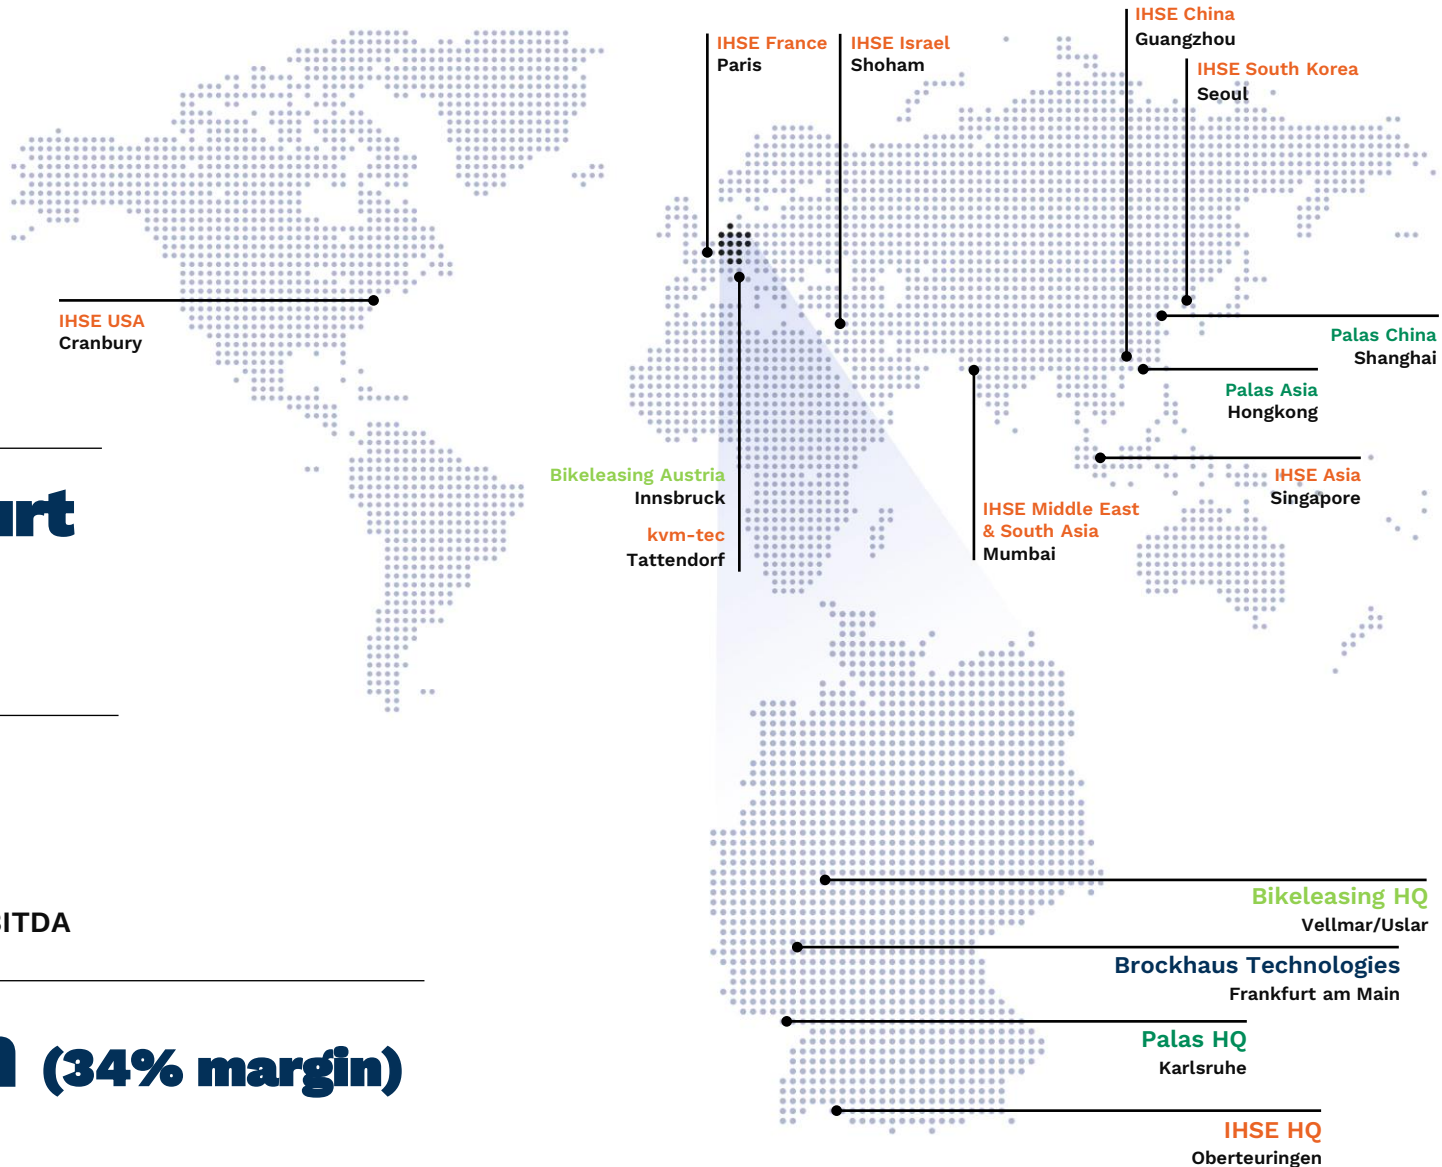 IHSE China
Guangzhou
IHSE France
Paris
IHSE Israel
Shoham
IHSE South Korea
Seoul
IHSE USA
Cranbury
Palas China
Shanghai
Palas Asia
Hongkong
Bikeleasing Austria
Innsbruck
kvm-tec
Tattendorf
IHSE Asia
Singapore
IHSE Middle East
& South Asia
Mumbai
Bikeleasing HQ
Vellmar/Uslar
Brockhaus Technologies
Frankfurt am Main
Palas HQ
Karlsruhe
(34% margin)
IHSE HQ
Oberteuringen